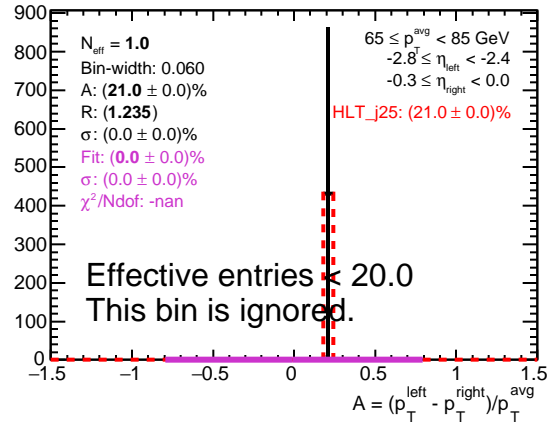 900
800
700
600
500
400
300
200
100
0
N_eff = 1.0
Bin-width: 0.060
A: (21.0 ± 0.0)%
R: (1.235)
σ: (0.0 ± 0.0)%
Fit: (0.0 ± 0.0)%
σ: (0.0 ± 0.0)%
χ²/Ndof: -nan
65 ≤ p_T^avg < 85 GeV
-2.8 ≤ η_left < -2.4
-0.3 ≤ η_right < 0.0
HLT_j25: (21.0 ± 0.0)%
Effective entries < 20.0
This bin is ignored.
−1.5 −1 −0.5 0 0.5 1 1.5
A = (p_T^left - p_T^right)/p_T^avg